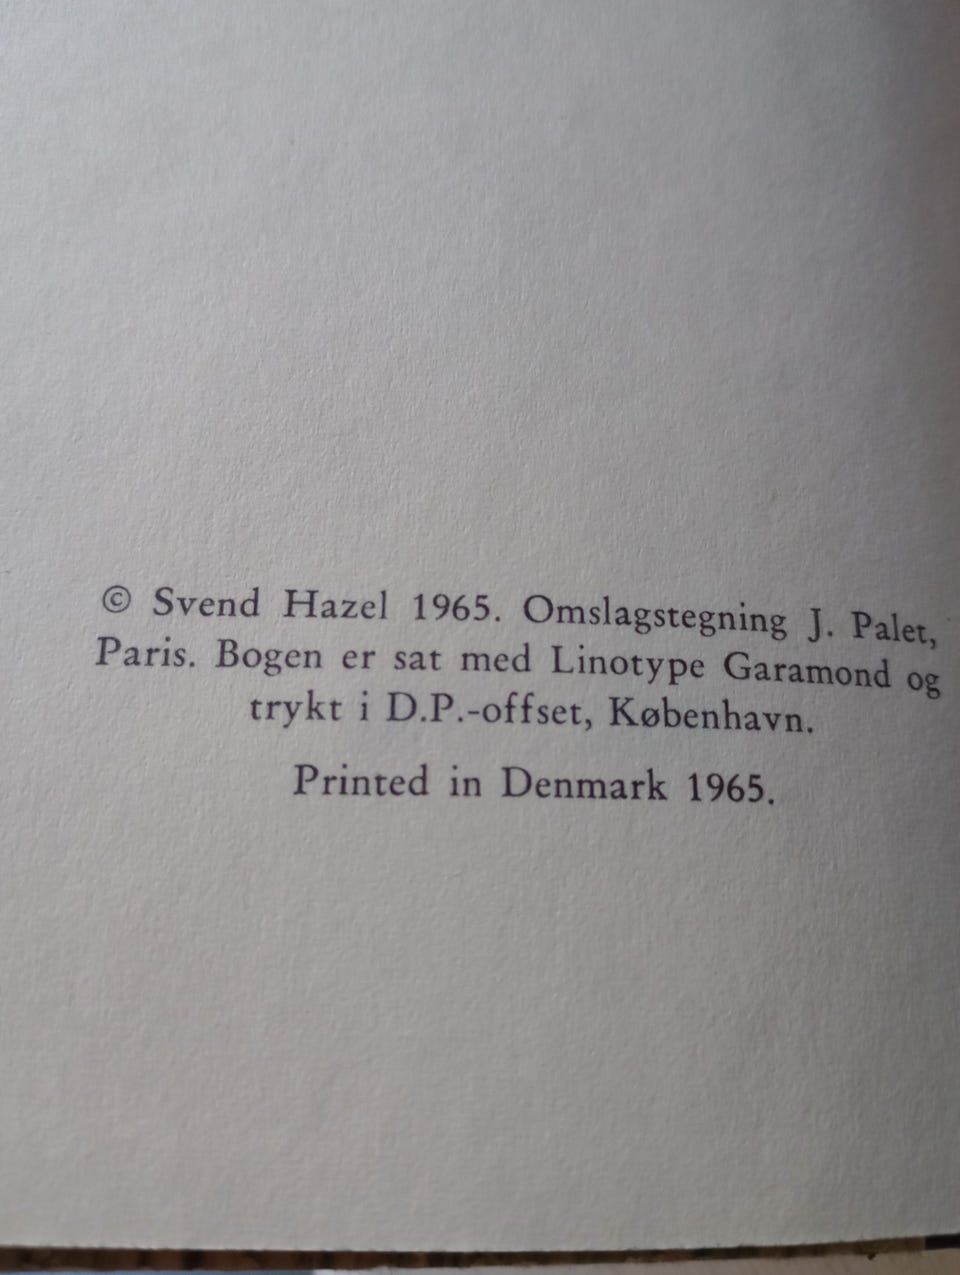 © Svend Hazel 1965. Omslagstegning J. Palet,
Paris. Bogen er sat med Linotype Garamond og
trykt i D.P.-offset, København.
Printed in Denmark 1965.